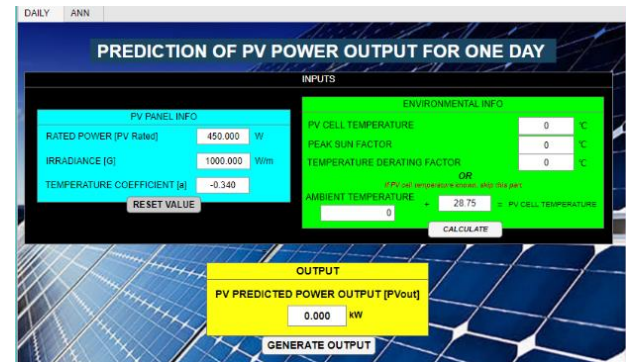 DAILY ANN
PREDICTION OF PV POWER OUTPUT FOR ONE DAY
INPUTS
PV PANEL INFO
RATED POWER [PV Rated] 450.000 W
IRRADIANCE [G] 1000.000 W/m
TEMPERATURE COEFFICIENT [a] -0.340
RESET VALUE
ENVIRONMENTAL INFO
PV CELL TEMPERATURE 0 °C
PEAK SUN FACTOR 0
TEMPERATURE DERATING FACTOR 0 °C
OR
If PV cell temperature known, skip this part
AMBIENT TEMPERATURE
0 + 28.75 = PV CELL TEMPERATURE
CALCULATE
OUTPUT
PV PREDICTED POWER OUTPUT [PVout]
0.000 kW
GENERATE OUTPUT